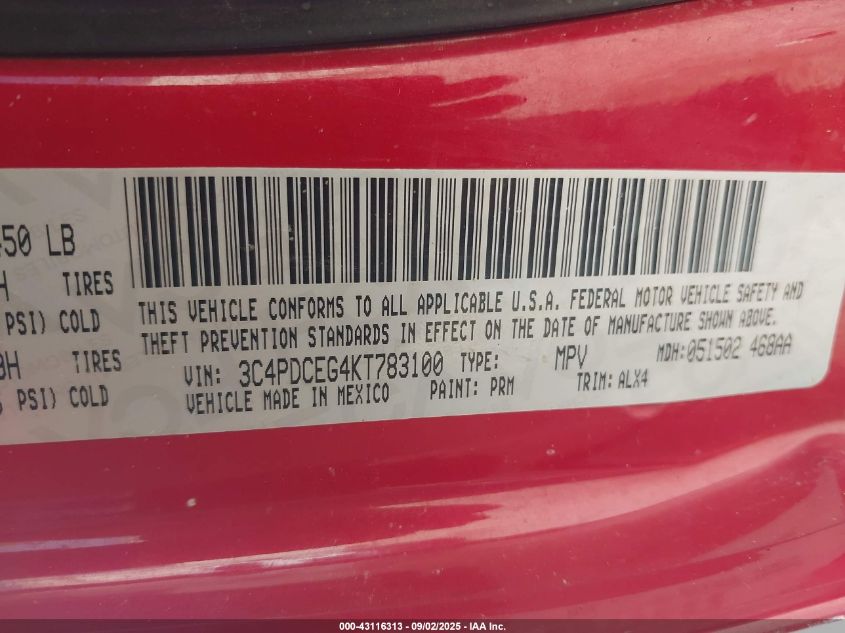 450 LB
H TIRES
PSI) COLD
0H TIRES
PSI) COLD
THIS VEHICLE CONFORMS TO ALL APPLICABLE U.S.A. FEDERAL MOTOR VEHICLE SAFETY AND
THEFT PREVENTION STANDARDS IN EFFECT ON THE DATE OF MANUFACTURE SHOWN ABOVE.
VIN: 3C4PDCEG4KT783100 TYPE: MPV MDH:051502 468AA
VEHICLE MADE IN MEXICO PAINT: PRM TRIM: ALX4
000-43116313 - 09/02/2025 - IAA Inc.